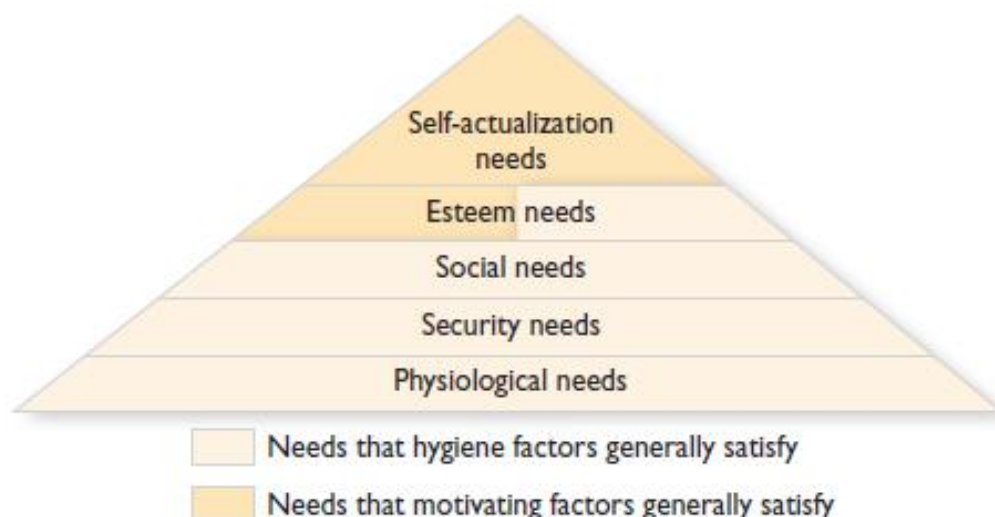 Self-actualization
needs
Esteem needs
Social needs
Security needs
Physiological needs
Needs that hygiene factors generally satisfy
Needs that motivating factors generally satisfy